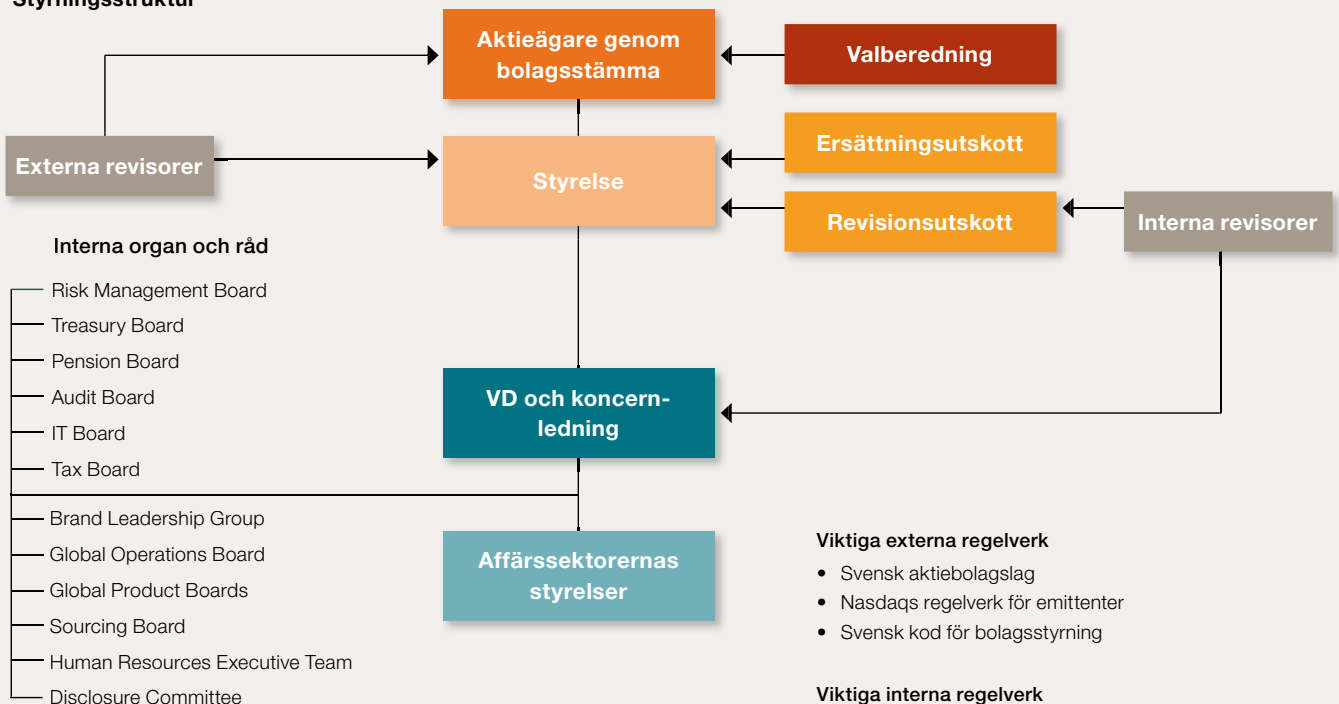 Styrningsstruktur
Aktieägare genom
bolagsstämma
Valberedning
Externa revisorer
Styrelse
Ersättningsutskott
Revisionsutskott
Interna revisorer
Interna organ och råd
Risk Management Board
Treasury Board
Pension Board
Audit Board
IT Board
Tax Board
Brand Leadership Group
Global Operations Board
Global Product Boards
Sourcing Board
Human Resources Executive Team
Disclosure Committee
VD och koncern-
ledning
Affärssektorernas
styrelser
Viktiga externa regelverk
• Svensk aktiebolagslag
• Nasdaqs regelverk för emittenter
• Svensk kod för bolagsstyrning
Viktiga interna regelverk